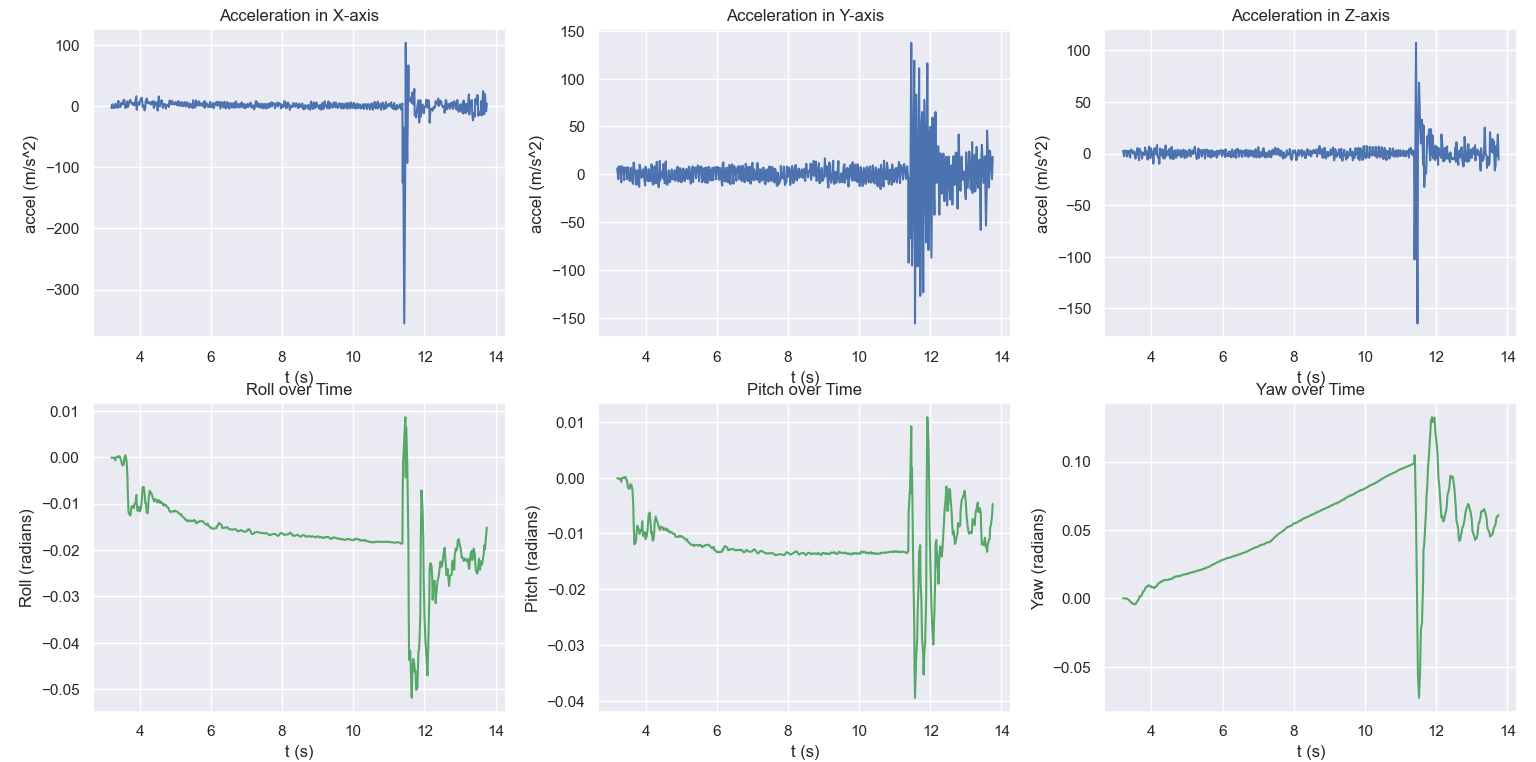 Acceleration in X-axis
accel (m/s^2)
100
0
−100
−200
−300
4 6 8 10 12 14
t (s)
Acceleration in Y-axis
accel (m/s^2)
150
100
50
0
−50
−100
−150
4 6 8 10 12 14
t (s)
Acceleration in Z-axis
accel (m/s^2)
100
50
0
−50
−100
−150
4 6 8 10 12 14
t (s)
Roll over Time
Roll (radians)
0.01
0.00
−0.01
−0.02
−0.03
−0.04
−0.05
4 6 8 10 12 14
t (s)
Pitch over Time
Pitch (radians)
0.01
0.00
−0.01
−0.02
−0.03
−0.04
4 6 8 10 12 14
t (s)
Yaw over Time
Yaw (radians)
0.10
0.05
0.00
−0.05
4 6 8 10 12 14
t (s)